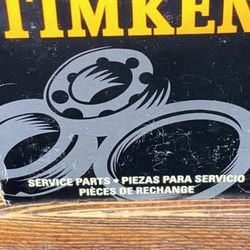 TIMKEN
SERVICE PARTS • PIEZAS PARA SERVICIO
PIÈCES DE RECHANGE